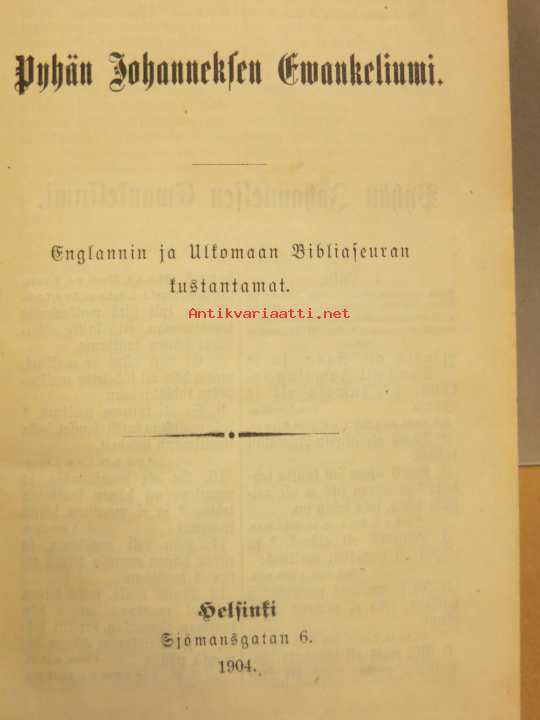 Pyhän Johanneksen Ewankeliumi.
Englannin ja Ulkomaan Bibliaseuran
kustantamat.
Antikvariaatti.net
Helsinki
Sjömansgatan 6.
1904.